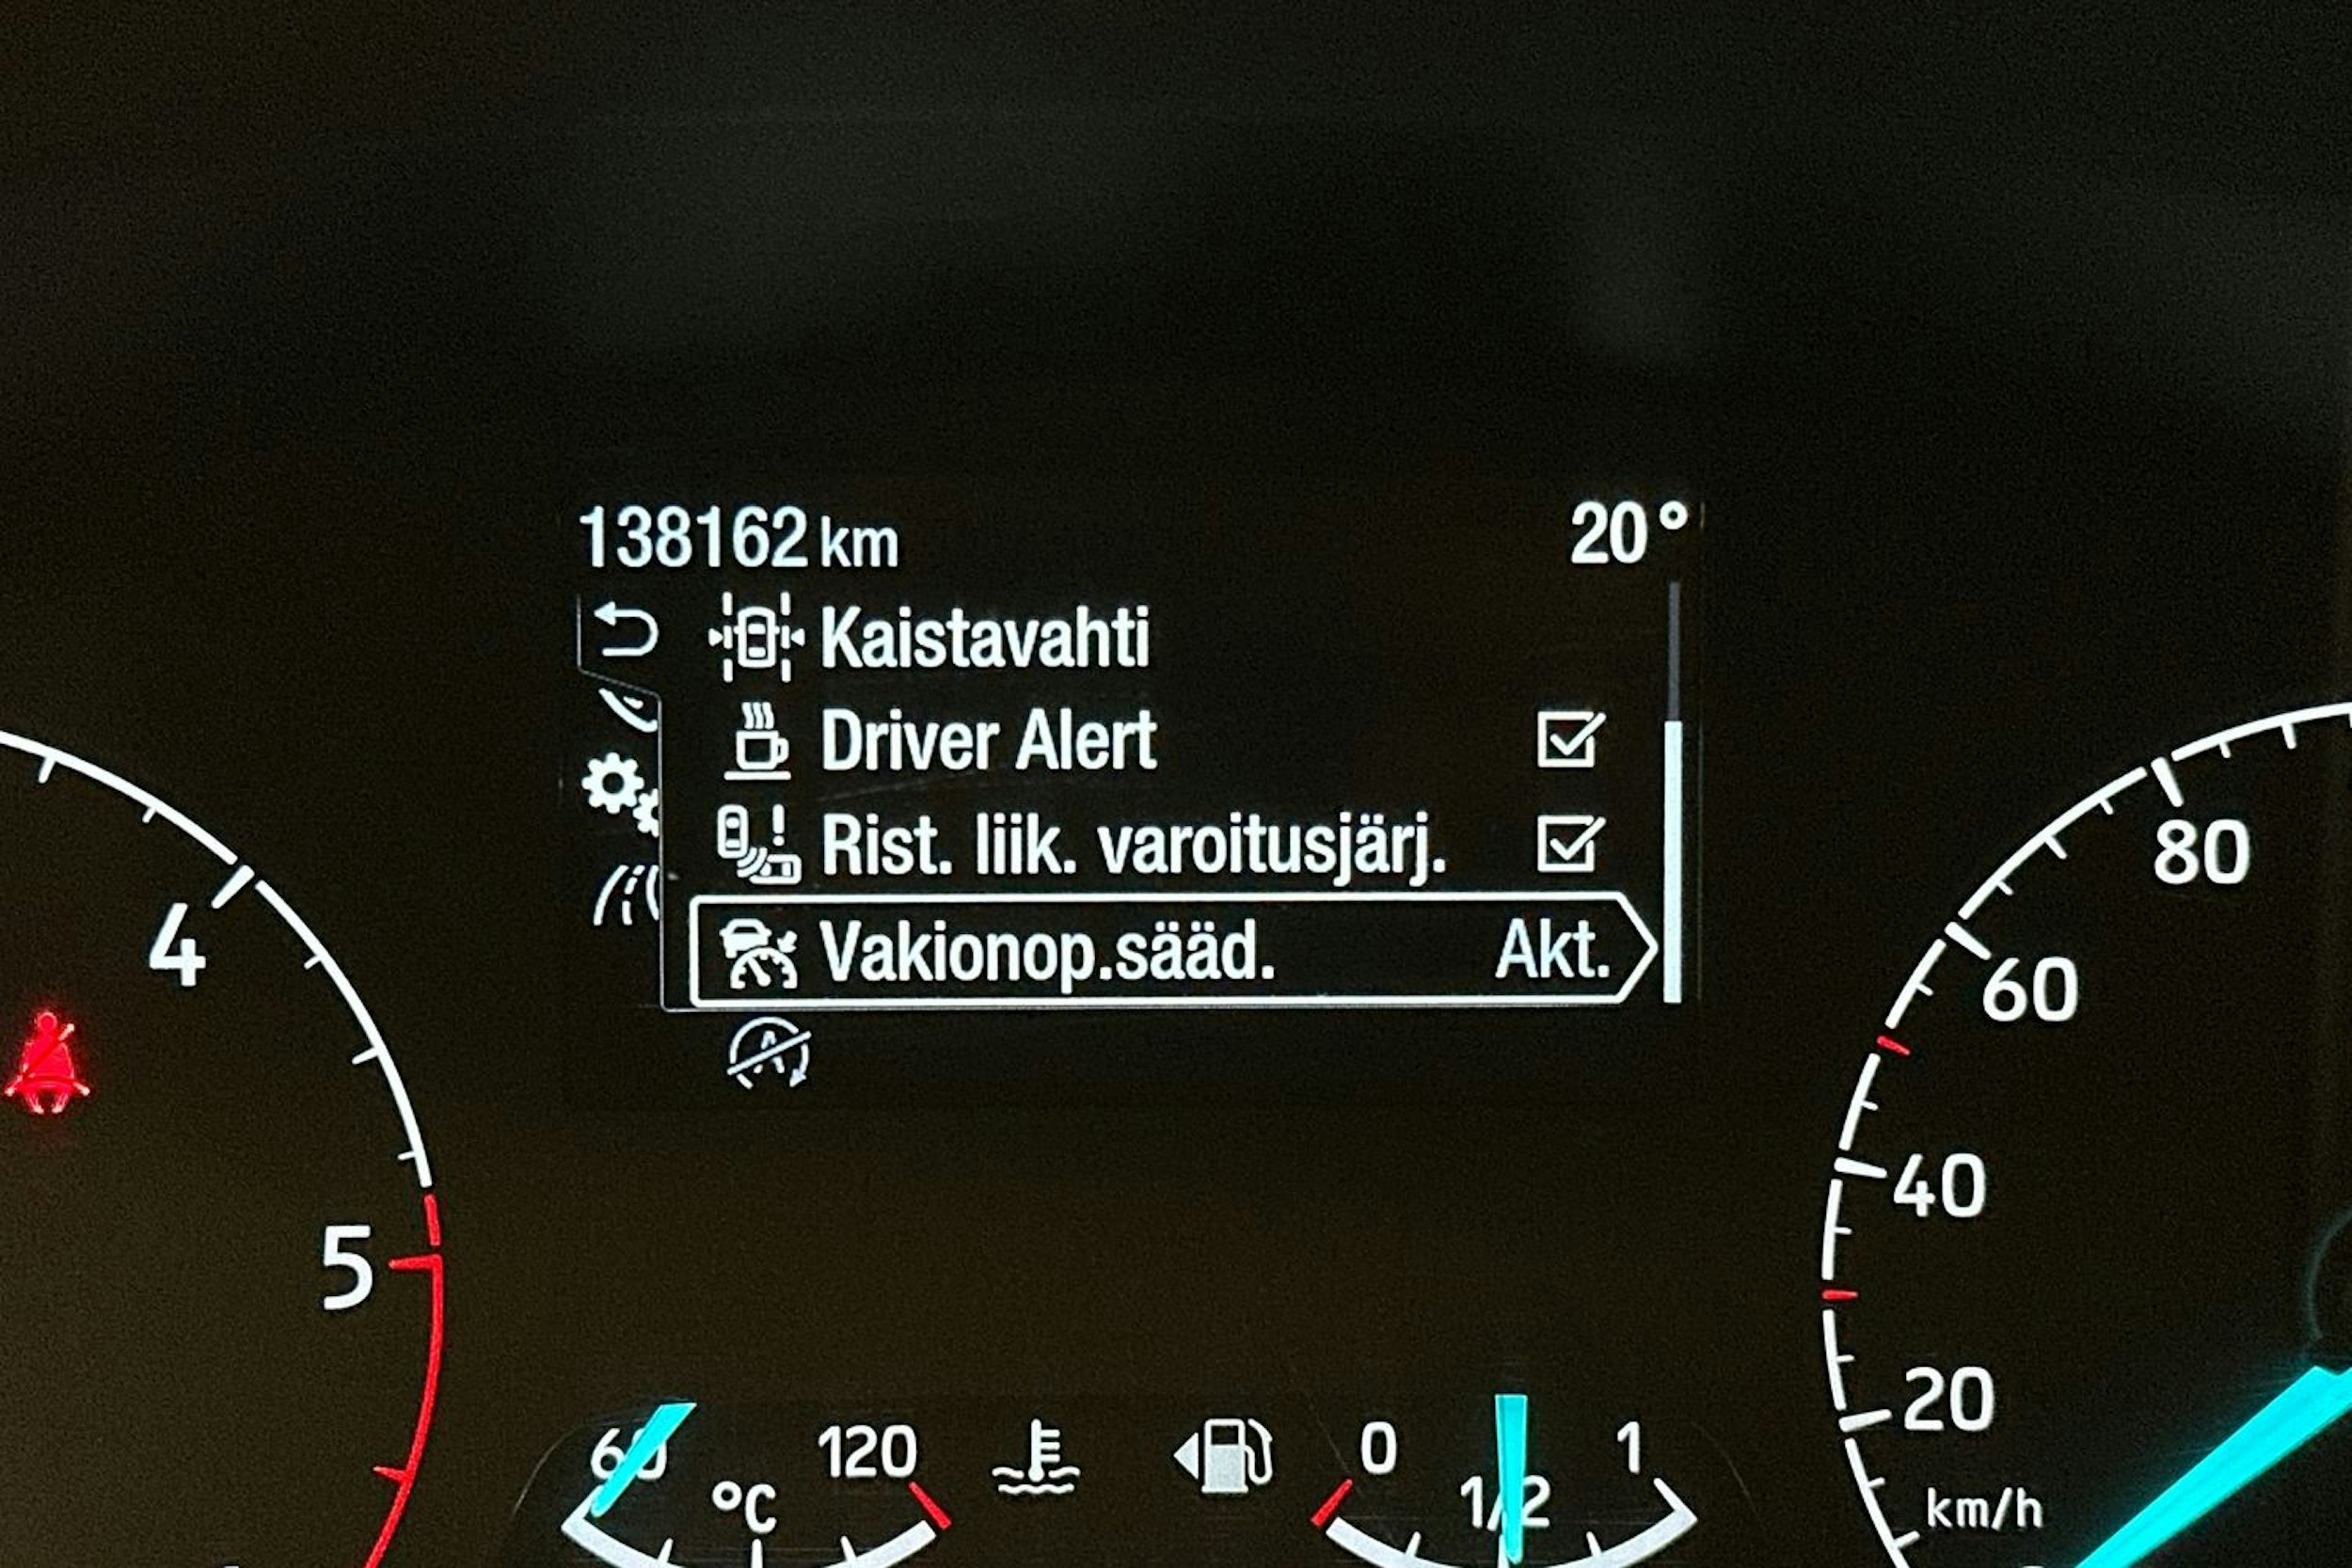 138162 km 20°
Kaistavahti
Driver Alert
Rist. liik. varoitusjärj.
Vakionop.sääd. Akt.
A
4
5
80
60
40
20
km/h
60 120
°C
0 1/2 1